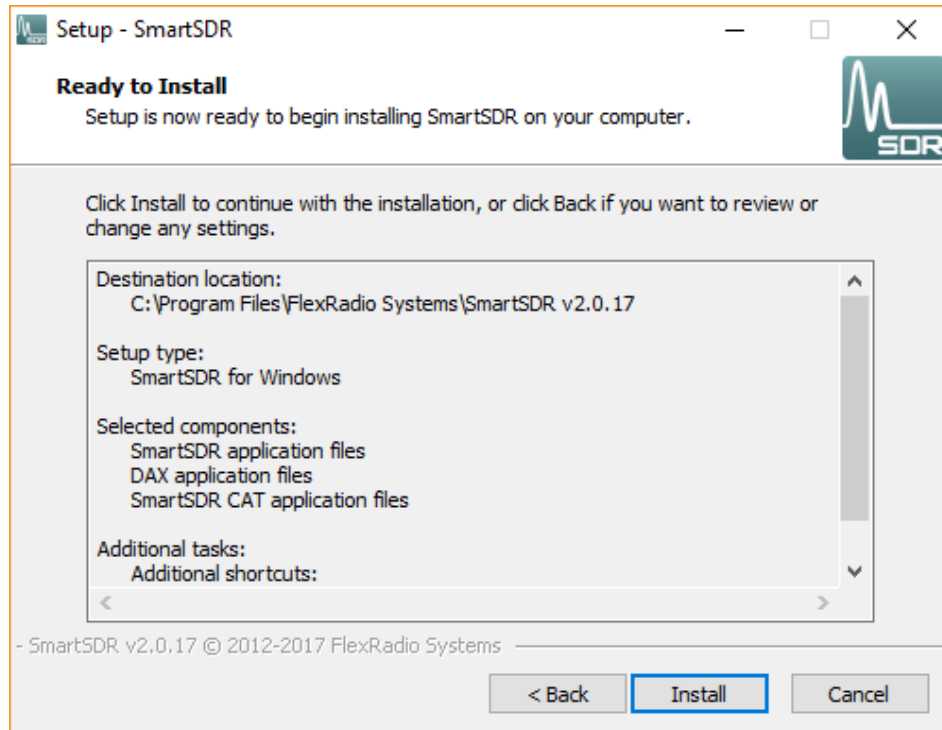 Setup - SmartSDR
Ready to Install
Setup is now ready to begin installing SmartSDR on your computer.
SDR
Click Install to continue with the installation, or click Back if you want to review or
change any settings.
Destination location:
C:\Program Files\FlexRadio Systems\SmartSDR v2.0.17
Setup type:
SmartSDR for Windows
Selected components:
SmartSDR application files
DAX application files
SmartSDR CAT application files
Additional tasks:
Additional shortcuts:
- SmartSDR v2.0.17 © 2012-2017 FlexRadio Systems
< Back Install Cancel